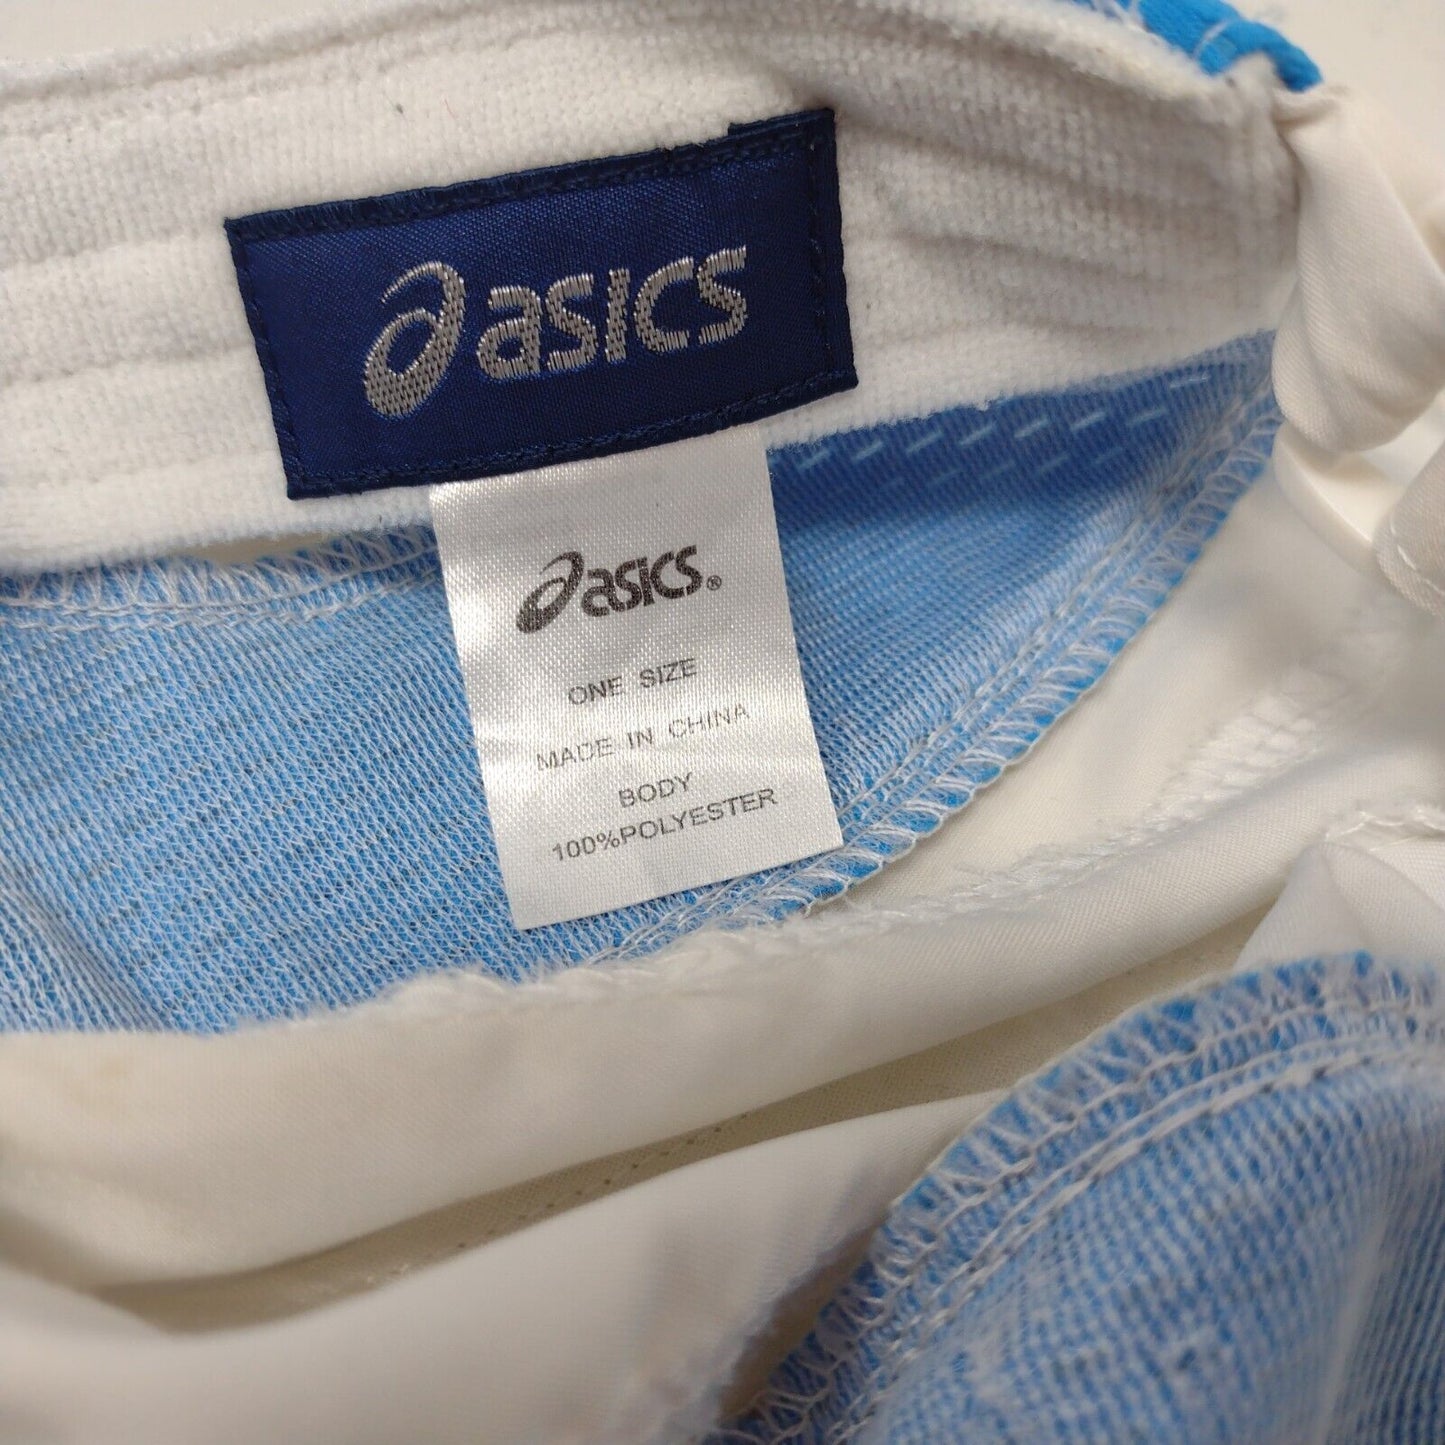 asics
asics®
ONE SIZE
MADE IN CHINA
BODY
100%POLYESTER